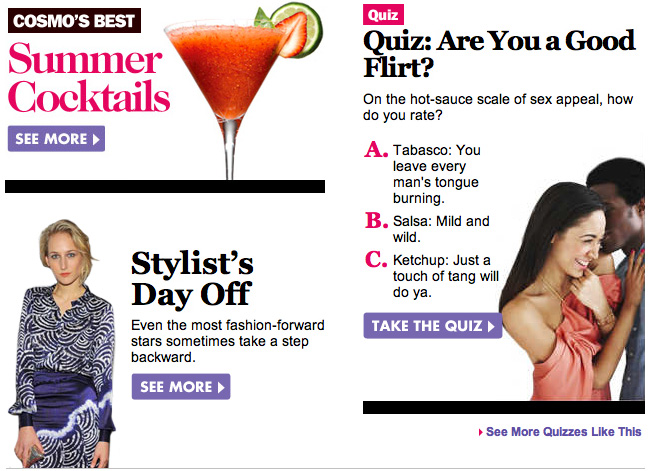 COSMO'S BEST
Summer
Cocktails
SEE MORE
Stylist's
Day Off
Even the most fashion-forward
stars sometimes take a step
backward.
SEE MORE
Quiz
Quiz: Are You a Good
Flirt?
On the hot-sauce scale of sex appeal, how
do you rate?
A. Tabasco: You
leave every
man's tongue
burning.
B. Salsa: Mild and
wild.
C. Ketchup: Just a
touch of tang will
do ya.
TAKE THE QUIZ
See More Quizzes Like This